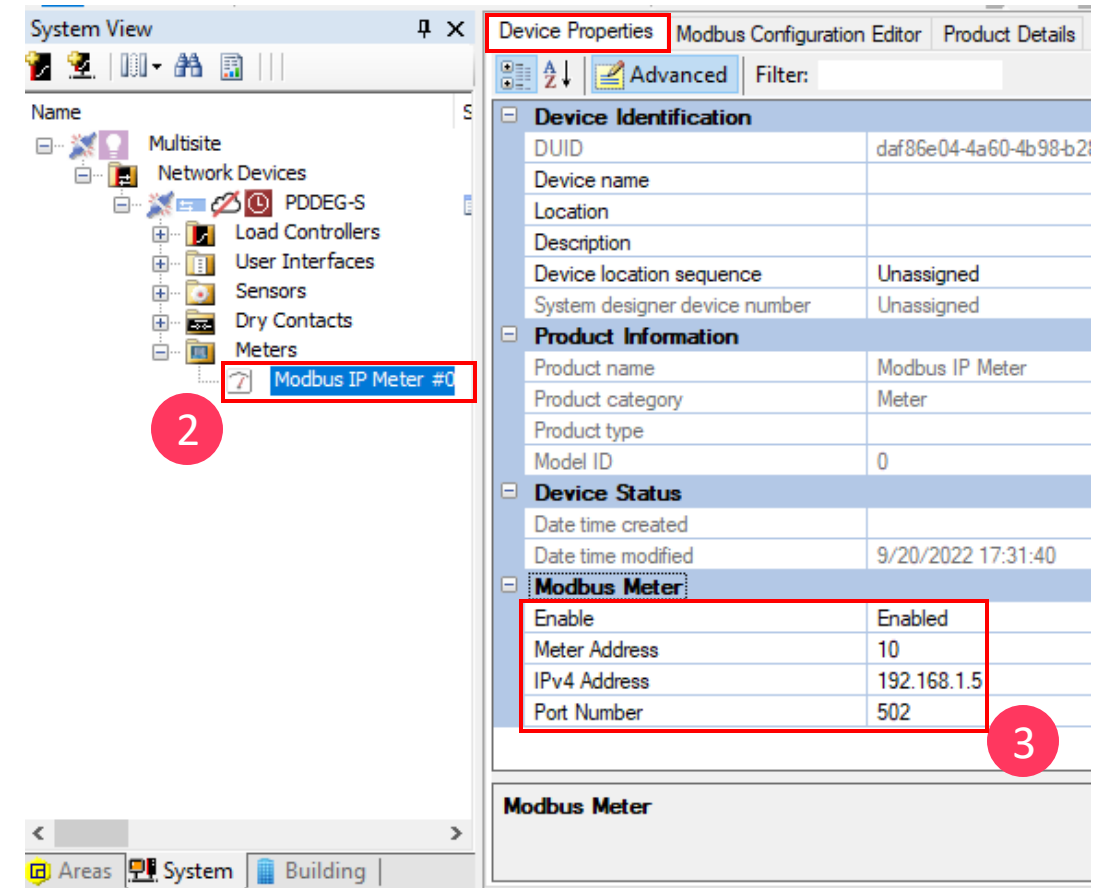 System View
Name
S
Multisite
Network Devices
PDDEG-S
Load Controllers
User Interfaces
Sensors
Dry Contacts
Meters
Modbus IP Meter #0
2
Areas System Building
Device Properties Modbus Configuration Editor Product Details
Advanced Filter:
Device Identification
DUID daf86e04-4a60-4b98-b28
Device name
Location
Description
Device location sequence Unassigned
System designer device number Unassigned
Product Information
Product name Modbus IP Meter
Product category Meter
Product type
Model ID 0
Device Status
Date time created
Date time modified 9/20/2022 17:31:40
Modbus Meter
Enable Enabled
Meter Address 10
IPv4 Address 192.168.1.5
Port Number 502
3
Modbus Meter